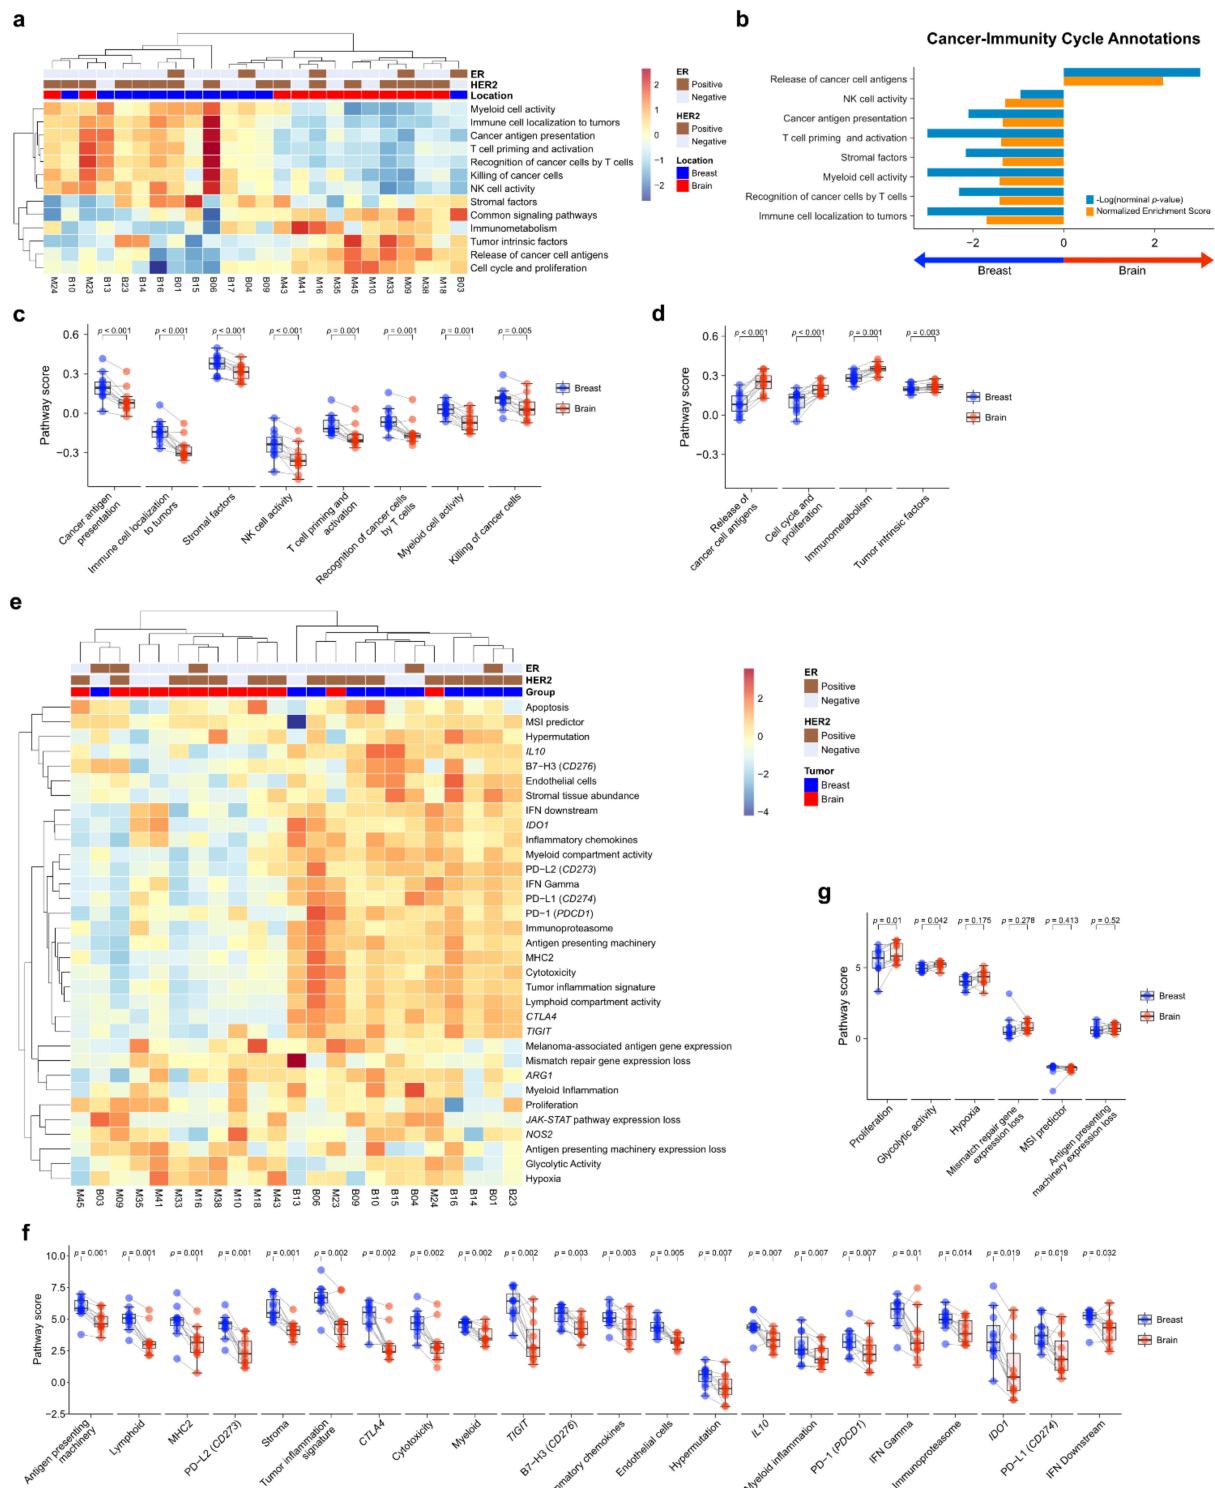 a
ER
HER2
Location
Myeloid cell activity
Immune cell localization to tumors
Cancer antigen presentation
T cell priming and activation
Recognition of cancer cells by T cells
Killing of cancer cells
NK cell activity
Stromal factors
Common signaling pathways
Immunometabolism
Tumor intrinsic factors
Release of cancer cell antigens
Cell cycle and proliferation
M24 B10 M23 B13 B23 B14 B16 B01 B15 B06 B17 B04 B09 M43 M41 M16 M35 M45 M10 M33 M09 M38 M18 B03
2
1
0
−1
−2
ER
Positive
Negative
HER2
Positive
Negative
Location
Breast
Brain
b
Cancer-Immunity Cycle Annotations
Release of cancer cell antigens
NK cell activity
Cancer antigen presentation
T cell priming and activation
Stromal factors
Myeloid cell activity
Recognition of cancer cells by T cells
Immune cell localization to tumors
-Log(nominal p-value)
Normalized Enrichment Score
−2 0 2
Breast Brain
c
p < 0.001 p < 0.001 p < 0.001 p < 0.001 p < 0.001 p < 0.001 p < 0.001 p = 0.005
Pathway score
0.6
0.3
0.0
−0.3
Breast
Brain
Cancer antigen
presentation
Immune cell localization
to tumors
Stromal factors
NK cell activity
T cell priming and
activation
Recognition of cancer cells
by T cells
Myeloid cell activity
Killing of cancer cells
d
p < 0.001 p < 0.001 p = 0.001 p = 0.003
Pathway score
0.6
0.3
0.0
−0.3
Breast
Brain
Release of
cancer cell antigens
Cell cycle and
proliferation
Immunometabolism
Tumor intrinsic factors
e
ER
HER2
Group
Apoptosis
MSI predictor
Hypermutation
IL10
B7−H3 (CD276)
Endothelial cells
Stromal tissue abundance
IFN downstream
IDO1
Inflammatory chemokines
Myeloid compartment activity
PD−L2 (CD273)
IFN Gamma
PD−L1 (CD274)
PD−1 (PDCD1)
Immunoproteasome
Antigen presenting machinery
MHC2
Cytotoxicity
Tumor inflammation signature
Lymphoid compartment activity
CTLA4
TIGIT
Melanoma−associated antigen gene expression
Mismatch repair gene expression loss
ARG1
Myeloid Inflammation
Proliferation
JAK-STAT pathway expression loss
NOS2
Antigen presenting machinery expression loss
Glycolytic Activity
Hypoxia
M45 B03 M09 M35 M41 M33 M16 M38 M10 M18 M43 B13 B06 M23 B09 B10 B15 B04 M24 B16 B14 B01 B23
2
0
−2
−4
ER
Positive
Negative
HER2
Positive
Negative
Tumor
Breast
Brain
g
p = 0.01 p = 0.042 p = 0.175 p = 0.278 p = 0.413 p = 0.52
Pathway score
5
0
Breast
Brain
Proliferation
Glycolytic activity
Hypoxia
Mismatch repair gene
expression loss
MSI predictor
Antigen presenting
machinery expression loss
f
p = 0.001 p = 0.001 p = 0.001 p = 0.001 p = 0.001 p = 0.002 p = 0.002 p = 0.002 p = 0.002 p = 0.002 p = 0.003 p = 0.003 p = 0.005 p = 0.007 p = 0.007 p = 0.007 p = 0.007 p = 0.01 p = 0.014 p = 0.019 p = 0.019 p = 0.032
Pathway score
10.0
7.5
5.0
2.5
0.0
−2.5
Breast
Brain
Antigen presenting
machinery
Lymphoid
MHC2
PD−L2 (CD273)
Stroma
Tumor inflammation
signature
CTLA4
Cytotoxicity
Myeloid
TIGIT
B7−H3 (CD276)
mmatory chemokines
Endothelial cells
Hypermutation
IL10
Myeloid inflammation
PD−1 (PDCD1)
IFN Gamma
Immunoproteasome
IDO1
PD−L1 (CD274)
IFN Downstream